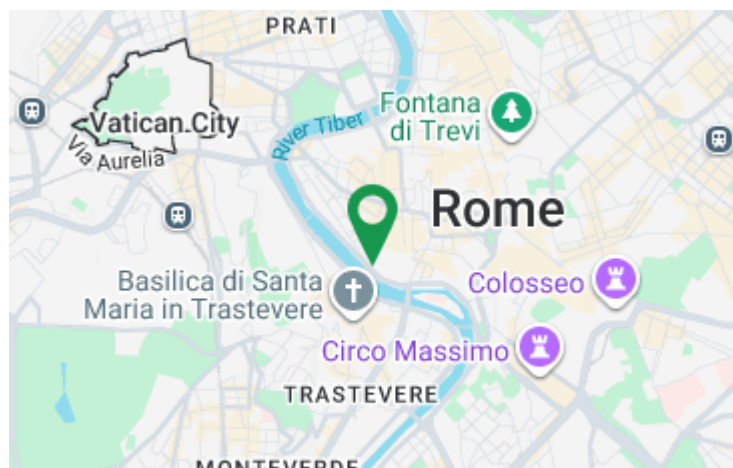 PRATI
Fontana
di Trevi
River Tiber
Vatican City
Via Aurelia
Rome
Basilica di Santa
Maria in Trastevere
Colosseo
Circo Massimo
TRASTEVERE
MONTEVERDE